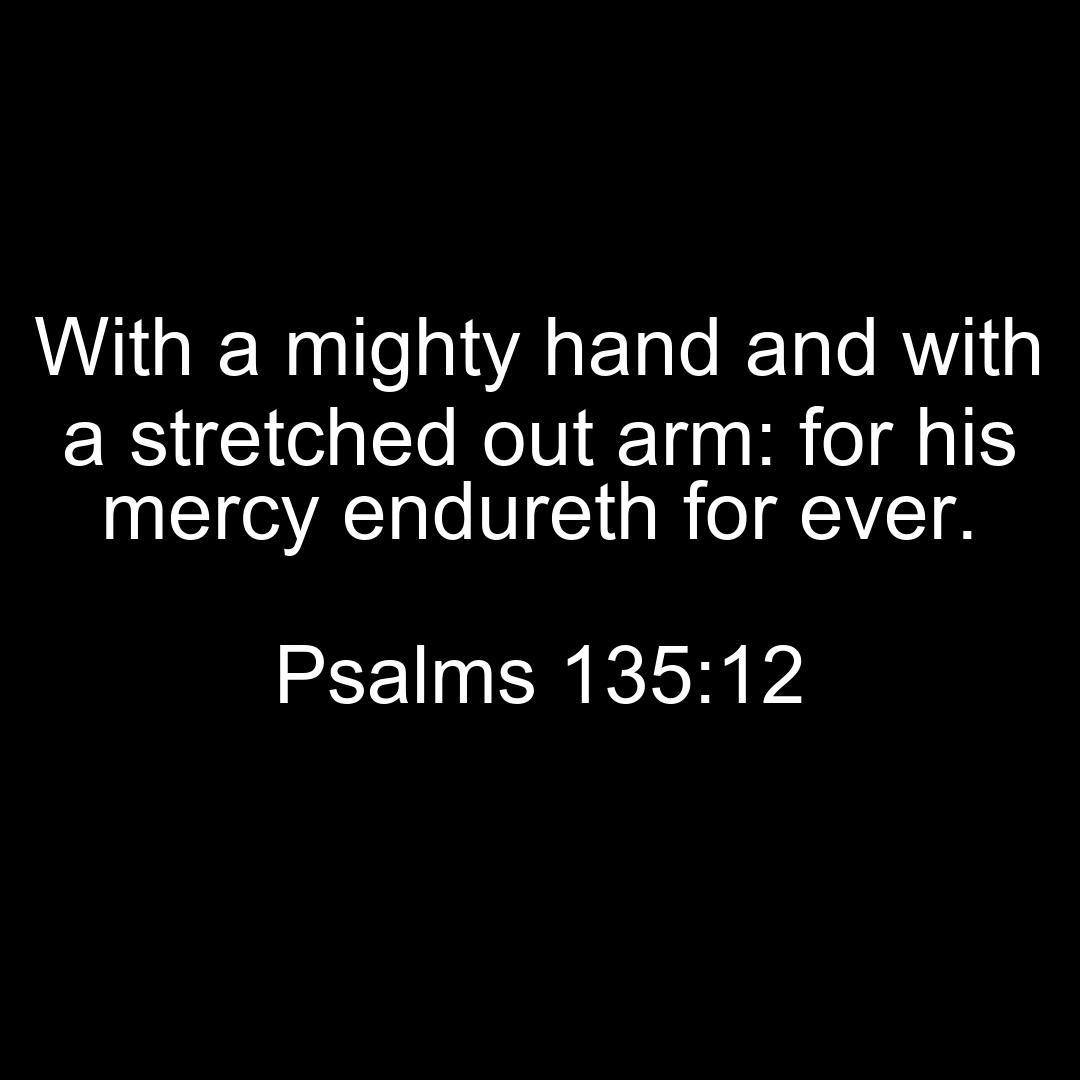 With a mighty hand and with
a stretched out arm: for his
mercy endureth for ever.
Psalms 135:12